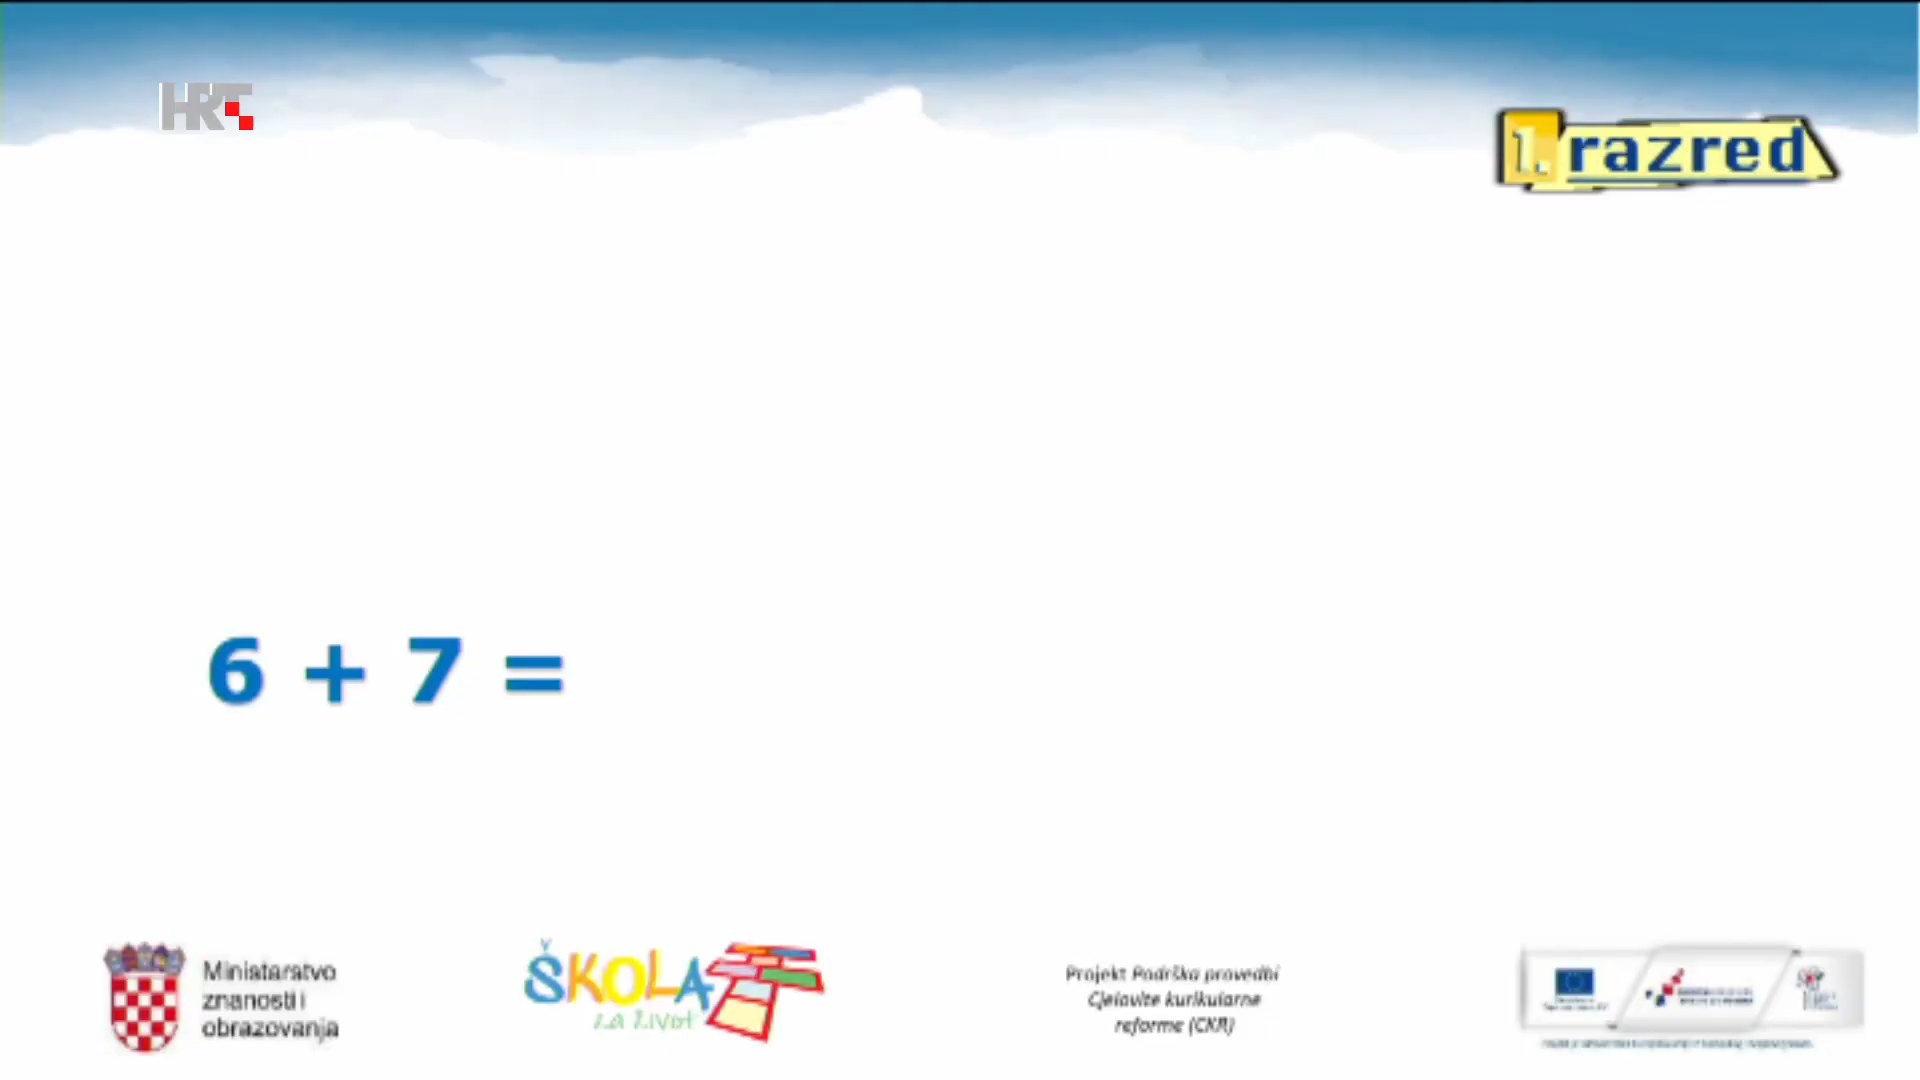 HRT
1. razred
6 + 7 =
Ministarstvo
znanosti i
obrazovanja
ŠKOLA
za život
Projekt Podrška provedbi
Cjelovite kurikularne
reforme (CKR)